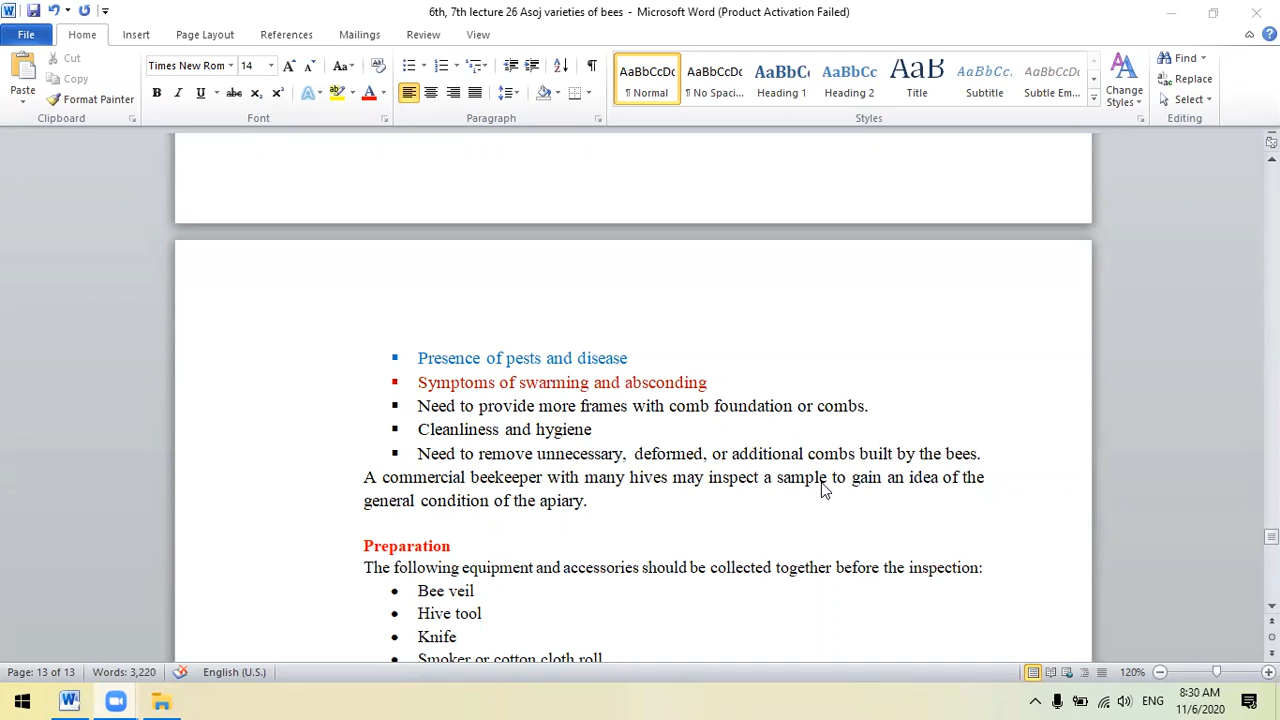 6th, 7th lecture 26 Asoj varieties of bees - Microsoft Word (Product Activation Failed)
File Home Insert Page Layout References Mailings Review View
Paste
Cut
Copy
Format Painter
Clipboard
Times New Rom 14
Font
Paragraph
AaBbCcDc AaBbCcDc AaBbCc AaBbCc AaB AaBbCc. AaBbCcDc
¶ Normal ¶ No Spaci... Heading 1 Heading 2 Title Subtitle Subtle Em...
Styles
Change Styles
Find
Replace
Select
Editing
▪ Presence of pests and disease
▪ Symptoms of swarming and absconding
▪ Need to provide more frames with comb foundation or combs.
▪ Cleanliness and hygiene
▪ Need to remove unnecessary, deformed, or additional combs built by the bees.
A commercial beekeeper with many hives may inspect a sample to gain an idea of the
general condition of the apiary.
Preparation
The following equipment and accessories should be collected together before the inspection:
• Bee veil
• Hive tool
• Knife
• Smoker or cotton cloth roll
Page: 13 of 13 Words: 3,220 English (U.S.) 120%
ENG 8:30 AM
11/6/2020